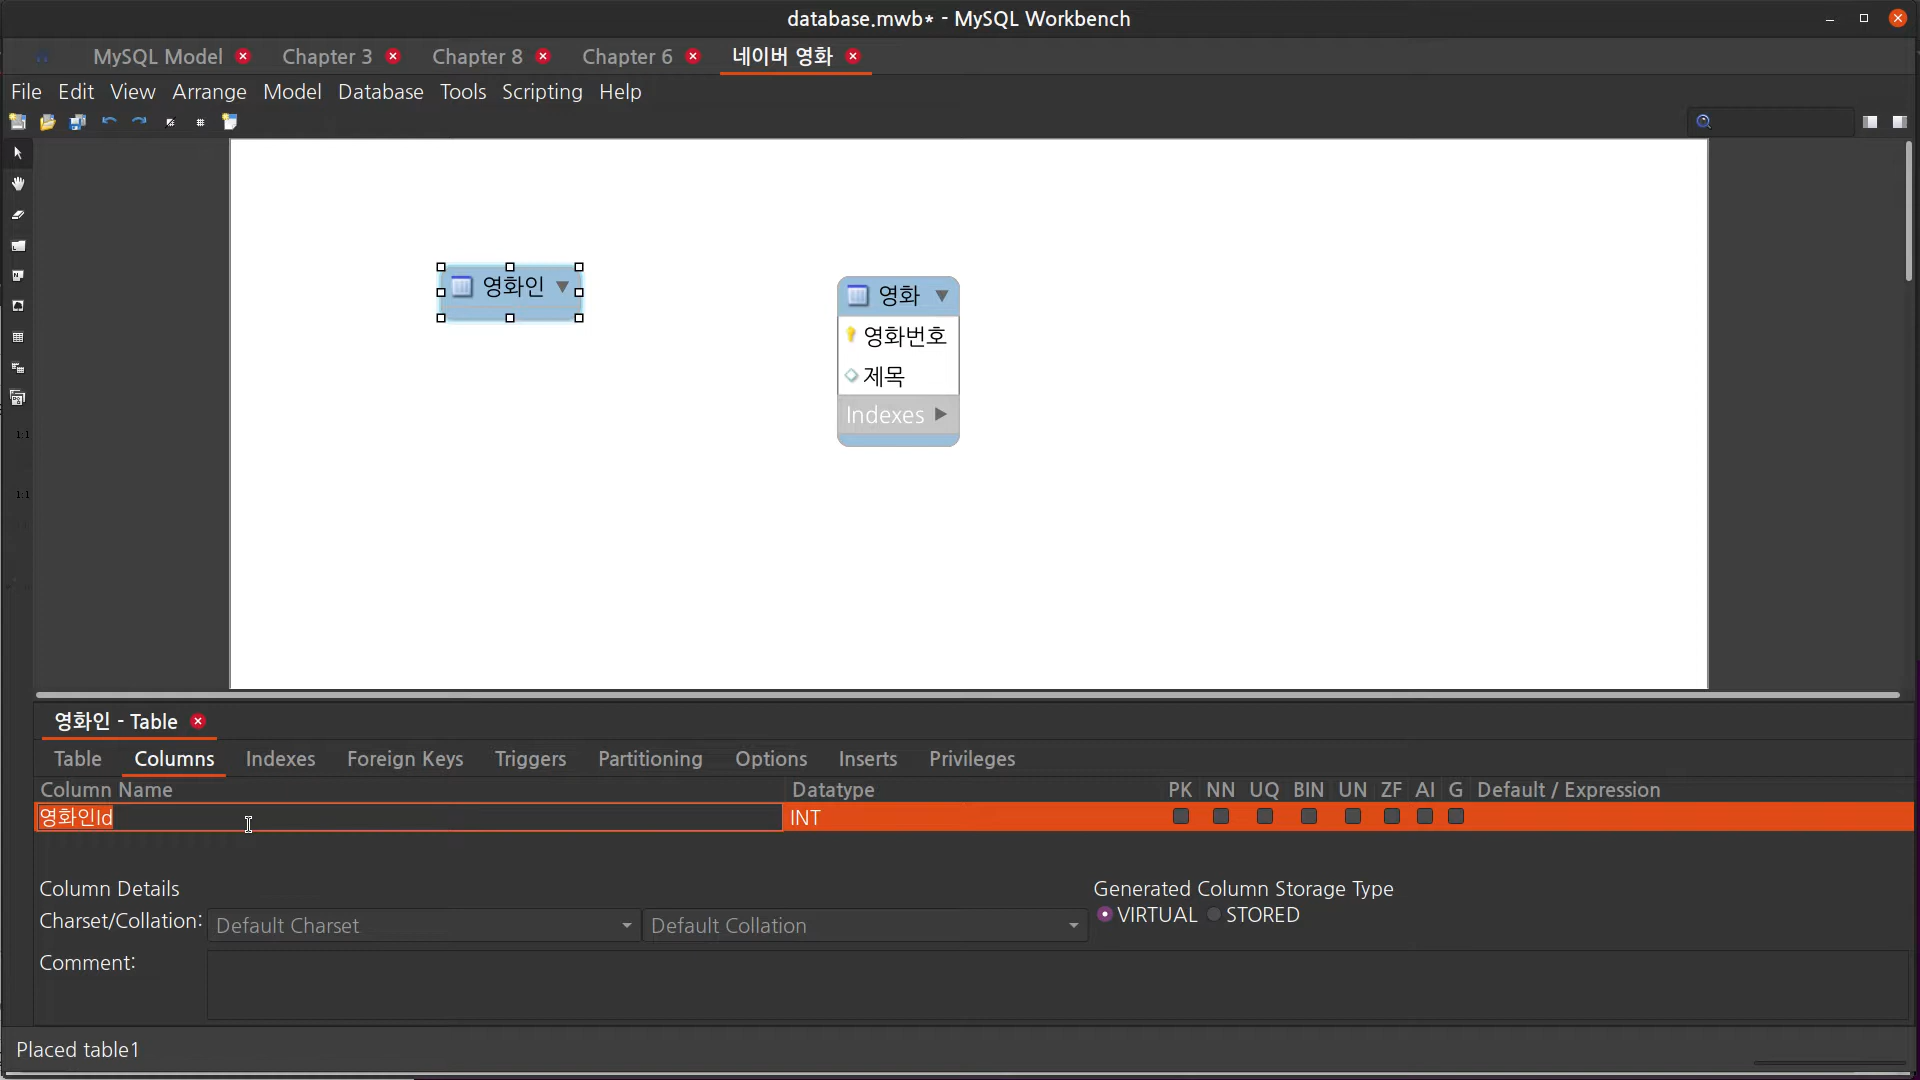 database.mwb* - MySQL Workbench
MySQL Model Chapter 3 Chapter 8 Chapter 6 네이버 영화
File Edit View Arrange Model Database Tools Scripting Help
영화인
영화
영화번호
제목
Indexes
1:1
1:1
영화인 - Table
Table Columns Indexes Foreign Keys Triggers Partitioning Options Inserts Privileges
Column Name Datatype PK NN UQ BIN UN ZF AI G Default / Expression
영화인Id INT
Column Details Generated Column Storage Type
Charset/Collation: Default Charset Default Collation VIRTUAL STORED
Comment:
Placed table1